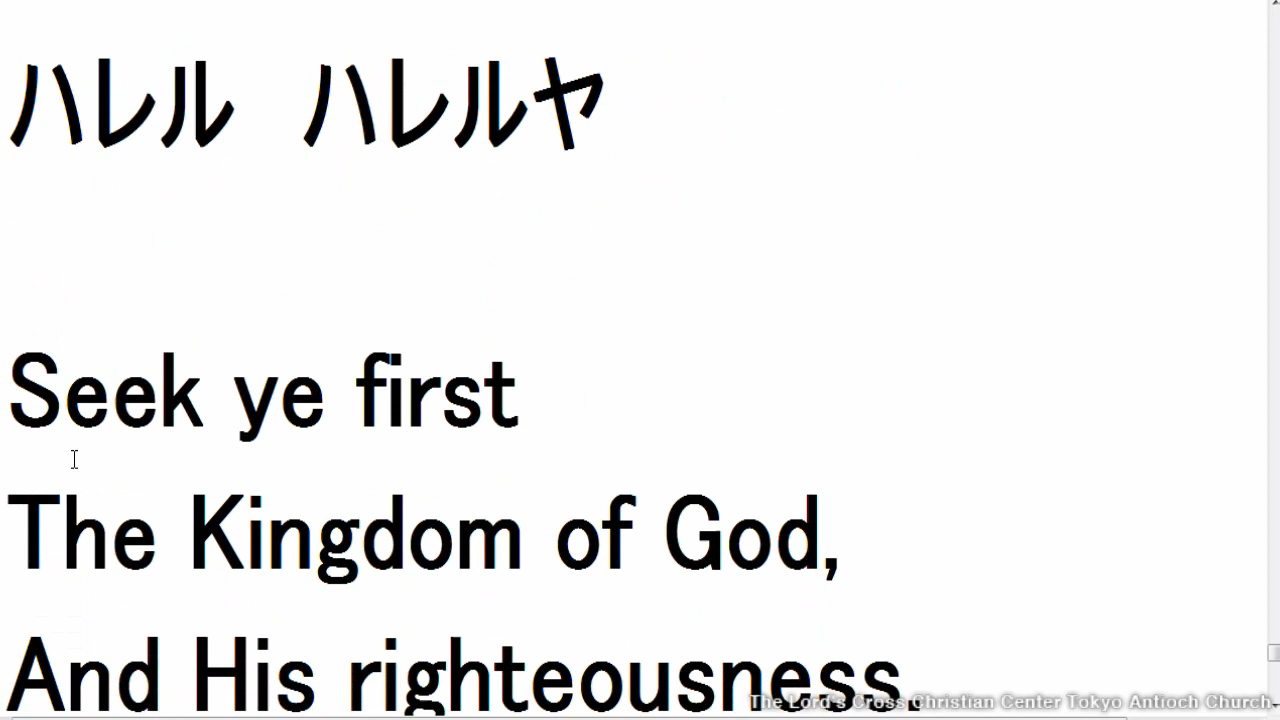 ハレル　ハレルヤ
Seek ye first
The Kingdom of God,
And His righteousness.
The Lord's Cross Christian Center Tokyo Antioch Church.